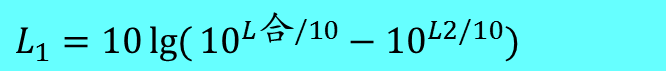 L₁ = 10 lg( 10^{L合/10} − 10^{L2/10})